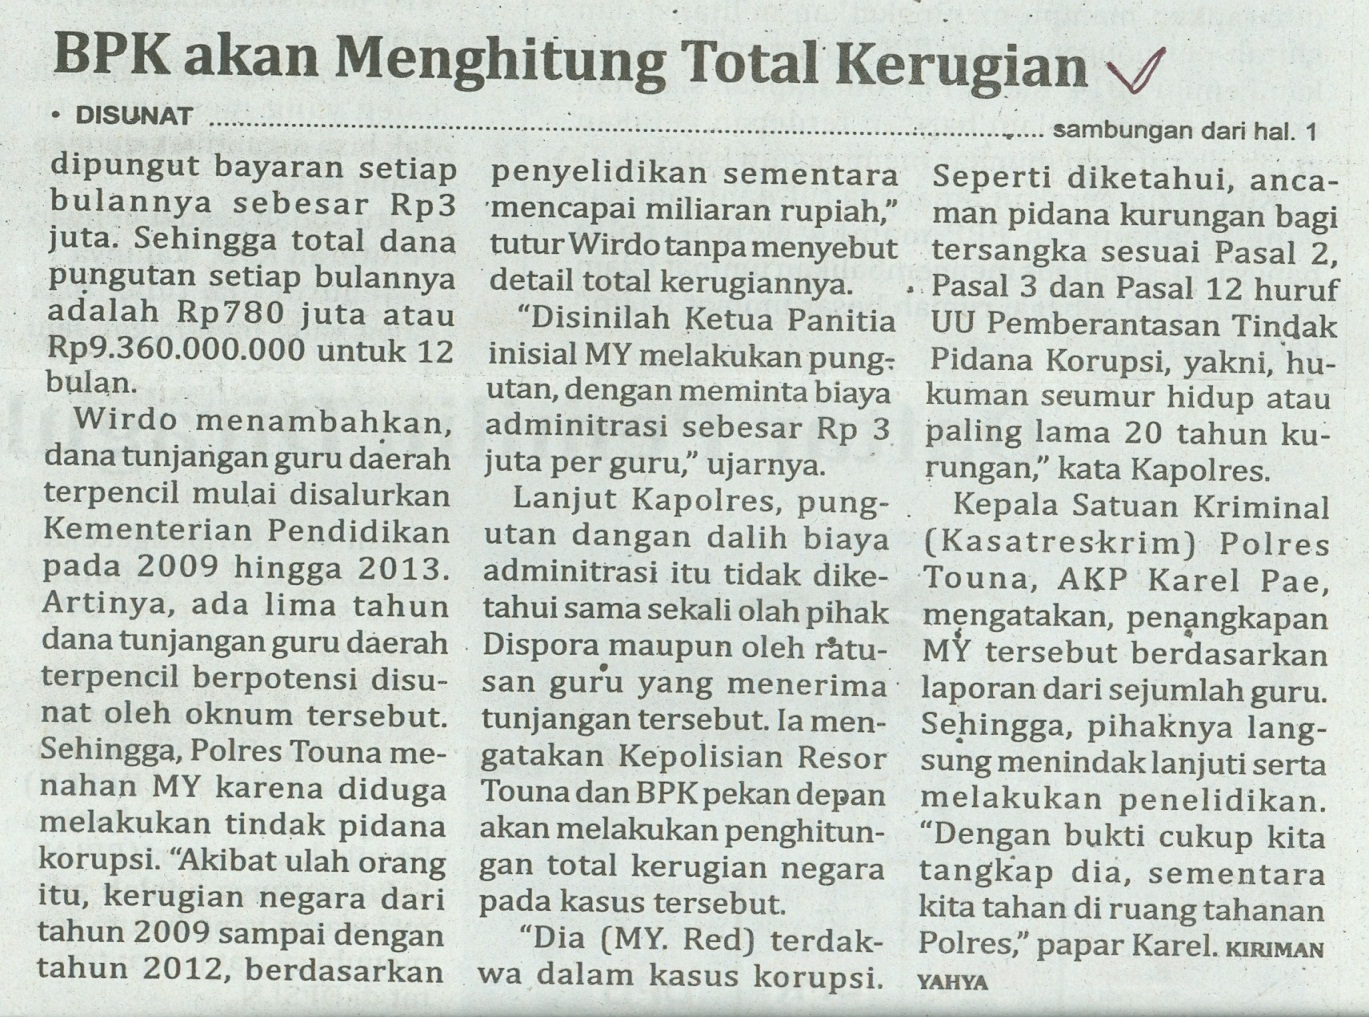 BPK akan Menghitung Total Kerugian
• DISUNAT ........................................................ sambungan dari hal. 1
dipungut bayaran setiap
bulannya sebesar Rp3
juta. Sehingga total dana
pungutan setiap bulannya
adalah Rp780 juta atau
Rp9.360.000.000 untuk 12
bulan.
Wirdo menambahkan,
dana tunjangan guru daerah
terpencil mulai disalurkan
Kementerian Pendidikan
pada 2009 hingga 2013.
Artinya, ada lima tahun
dana tunjangan guru daerah
terpencil berpotensi disu-
nat oleh oknum tersebut.
Sehingga, Polres Touna me-
nahan MY karena diduga
melakukan tindak pidana
korupsi. “Akibat ulah orang
itu, kerugian negara dari
tahun 2009 sampai dengan
tahun 2012, berdasarkan
penyelidikan sementara
mencapai miliaran rupiah,”
tutur Wirdo tanpa menyebut
detail total kerugiannya.
“Disinilah Ketua Panitia
inisial MY melakukan pung-
utan, dengan meminta biaya
adminitrasi sebesar Rp 3
juta per guru,” ujarnya.
Lanjut Kapolres, pung-
utan dangan dalih biaya
adminitrasi itu tidak dike-
tahui sama sekali olah pihak
Dispora maupun oleh ratu-
san guru yang menerima
tunjangan tersebut. Ia men-
gatakan Kepolisian Resor
Touna dan BPK pekan depan
akan melakukan penghitun-
gan total kerugian negara
pada kasus tersebut.
“Dia (MY. Red) terdak-
wa dalam kasus korupsi.
Seperti diketahui, anca-
man pidana kurungan bagi
tersangka sesuai Pasal 2,
Pasal 3 dan Pasal 12 huruf
UU Pemberantasan Tindak
Pidana Korupsi, yakni, hu-
kuman seumur hidup atau
paling lama 20 tahun ku-
rungan,” kata Kapolres.
Kepala Satuan Kriminal
(Kasatreskrim) Polres
Touna, AKP Karel Pae,
mengatakan, penangkapan
MY tersebut berdasarkan
laporan dari sejumlah guru.
Sehingga, pihaknya lang-
sung menindak lanjuti serta
melakukan penelidikan.
“Dengan bukti cukup kita
tangkap dia, sementara
kita tahan di ruang tahanan
Polres,” papar Karel. KIRIMAN
YAHYA